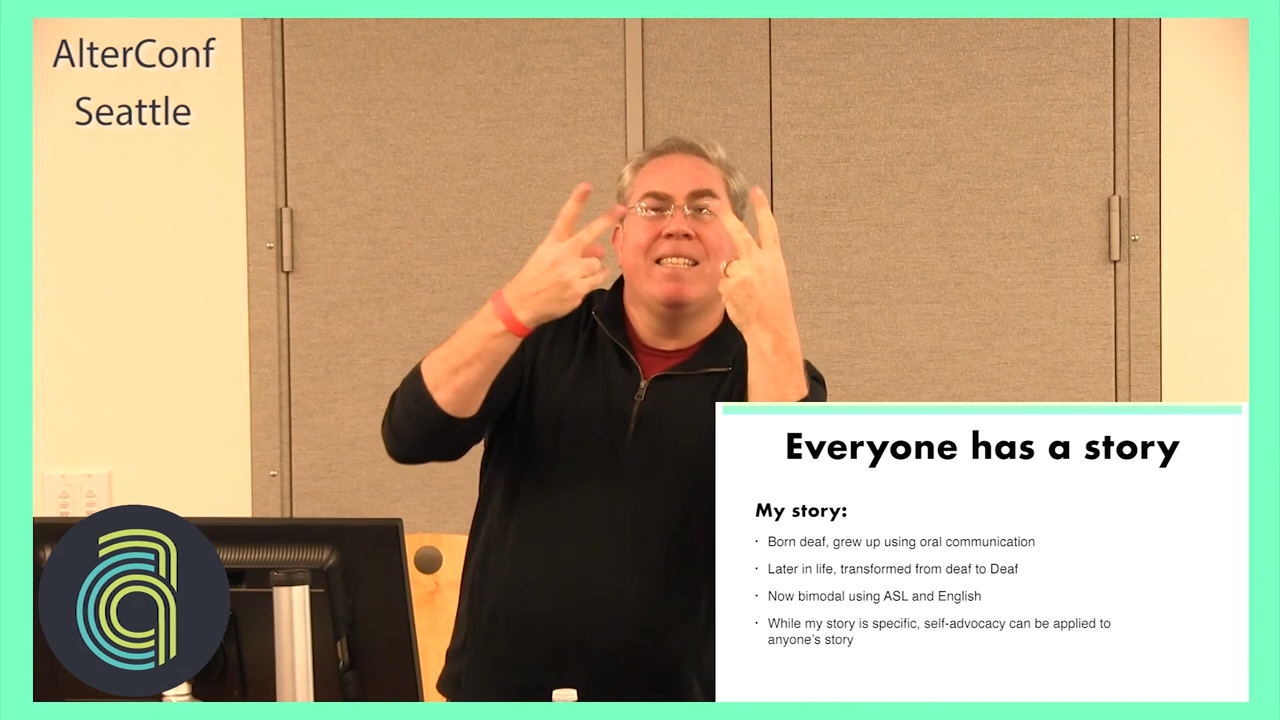 AlterConf
Seattle
Everyone has a story
My story:
· Born deaf, grew up using oral communication
· Later in life, transformed from deaf to Deaf
· Now bimodal using ASL and English
· While my story is specific, self-advocacy can be applied to
anyone's story